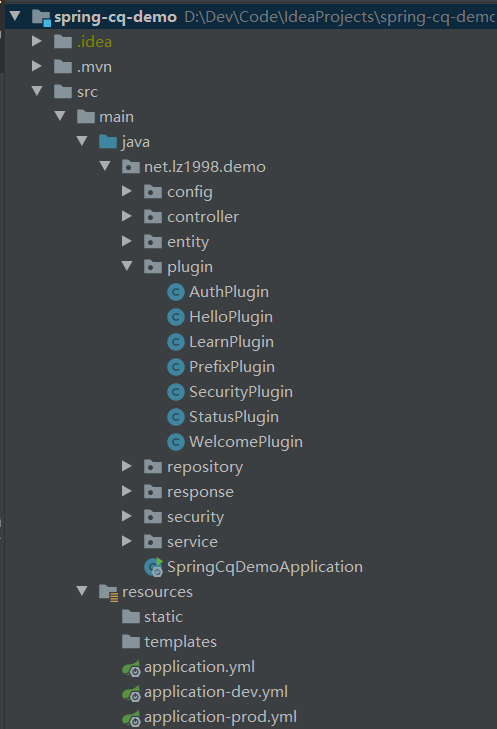 spring-cq-demo D:\Dev\Code\IdeaProjects\spring-cq-demo
.idea
.mvn
src
main
java
net.lz1998.demo
config
controller
entity
plugin
AuthPlugin
HelloPlugin
LearnPlugin
PrefixPlugin
SecurityPlugin
StatusPlugin
WelcomePlugin
repository
response
security
service
SpringCqDemoApplication
resources
static
templates
application.yml
application-dev.yml
application-prod.yml